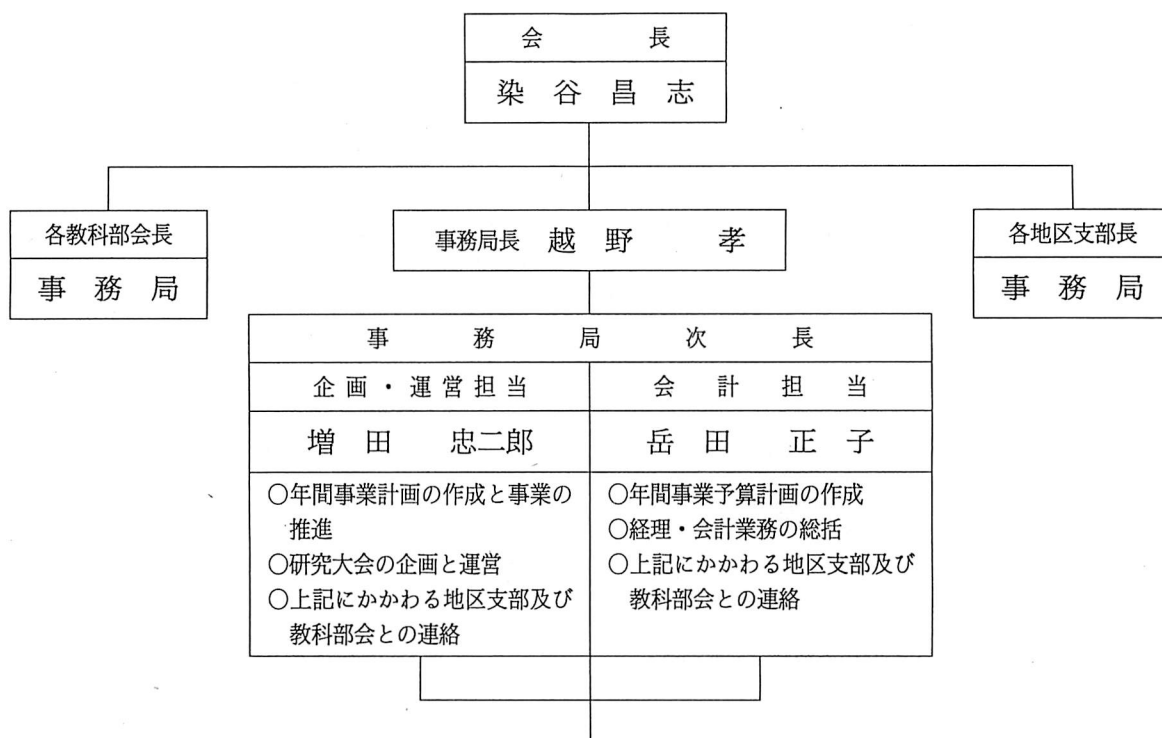 会長
染谷昌志
各教科部会長
事務局
事務局長 越野 孝
各地区支部長
事務局
事務局次長
企画・運営担当
増田 忠二郎
○年間事業計画の作成と事業の
推進
○研究大会の企画と運営
○上記にかかわる地区支部及び
教科部会との連絡
会計担当
岳田 正子
○年間事業予算計画の作成
○経理・会計業務の総括
○上記にかかわる地区支部及び
教科部会との連絡